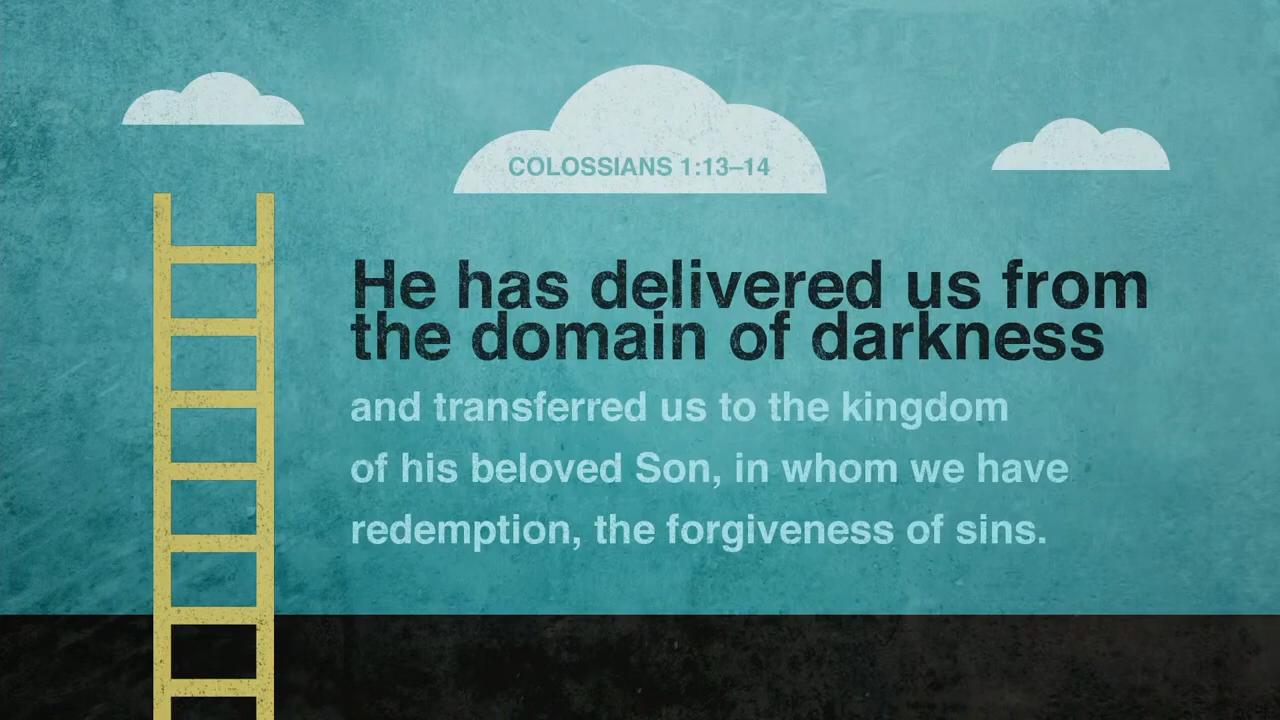 COLOSSIANS 1:13–14
He has delivered us from
the domain of darkness
and transferred us to the kingdom
of his beloved Son, in whom we have
redemption, the forgiveness of sins.